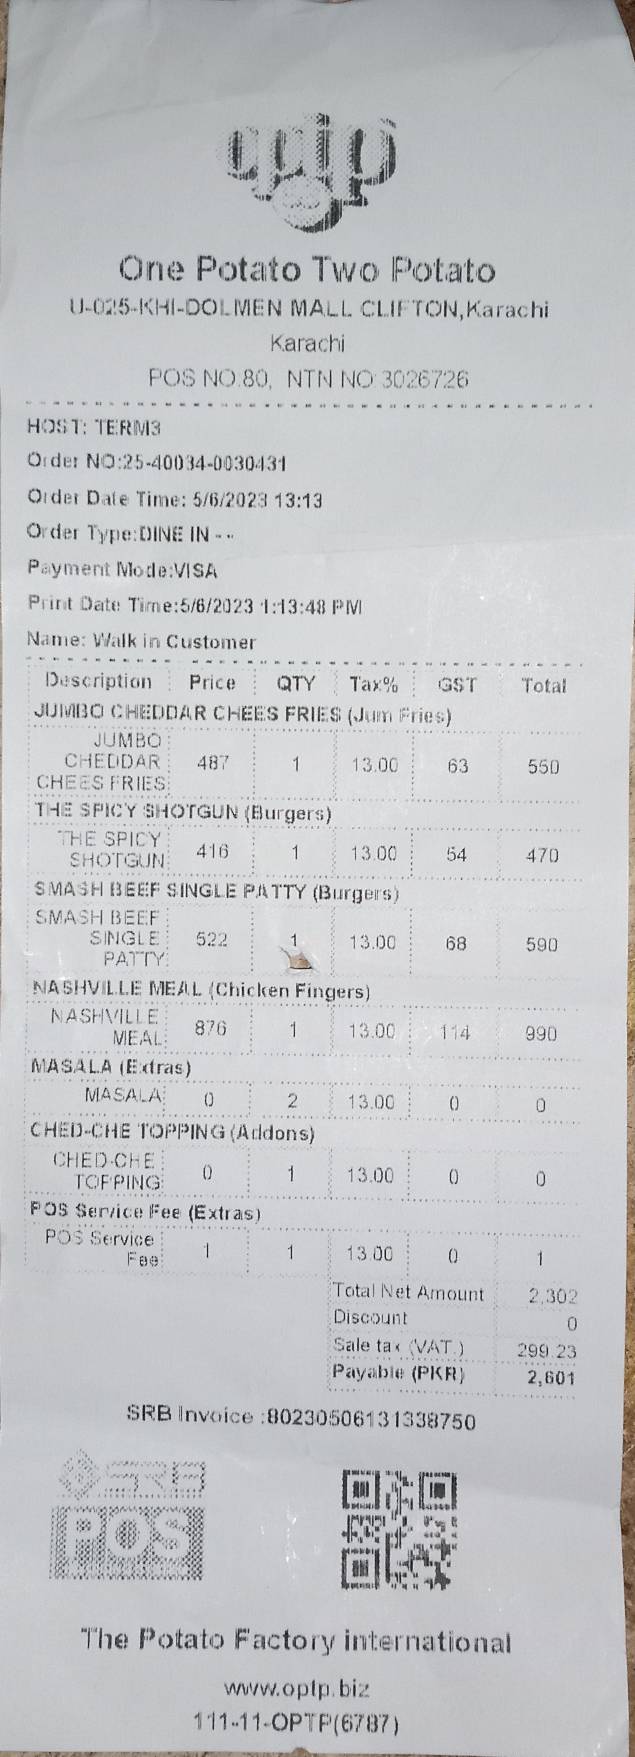 optp
One Potato Two Potato
U-025-KHI-DOLMEN MALL CLIFTON,Karachi
Karachi
POS NO:80, NTN NO:3026726
HOST: TERM3
Order NO:25-40034-0030431
Order Date Time: 5/6/2023 13:13
Order Type:DINE IN - -
Payment Mode:VISA
Print Date Time:5/6/2023 1:13:48 PM
Name: Walk in Customer
Description Price QTY Tax% GST Total
JUMBO CHEDDAR CHEES FRIES (Jum Fries)
JUMBO
CHEDDAR 487 1 13.00 63 550
CHEES FRIES
THE SPICY SHOTGUN (Burgers)
THE SPICY
SHOTGUN 416 1 13.00 54 470
SMASH BEEF SINGLE PATTY (Burgers)
SMASH BEEF
SINGLE 522 1 13.00 68 590
PATTY
NASHVILLE MEAL (Chicken Fingers)
NASHVILLE
MEAL 876 1 13.00 114 990
MASALA (Extras)
MASALA 0 2 13.00 0 0
CHED-CHE TOPPING (Addons)
CHED-CHE
TOPPING 0 1 13.00 0 0
POS Service Fee (Extras)
POS Service
Fee 1 1 13.00 0 1
Total Net Amount 2,302
Discount 0
Sale tax (VAT.) 299.23
Payable (PKR) 2,601
SRB Invoice :80230506131338750
SRB
POS
The Potato Factory international
www.optp.biz
111-11-OPTP(6787)